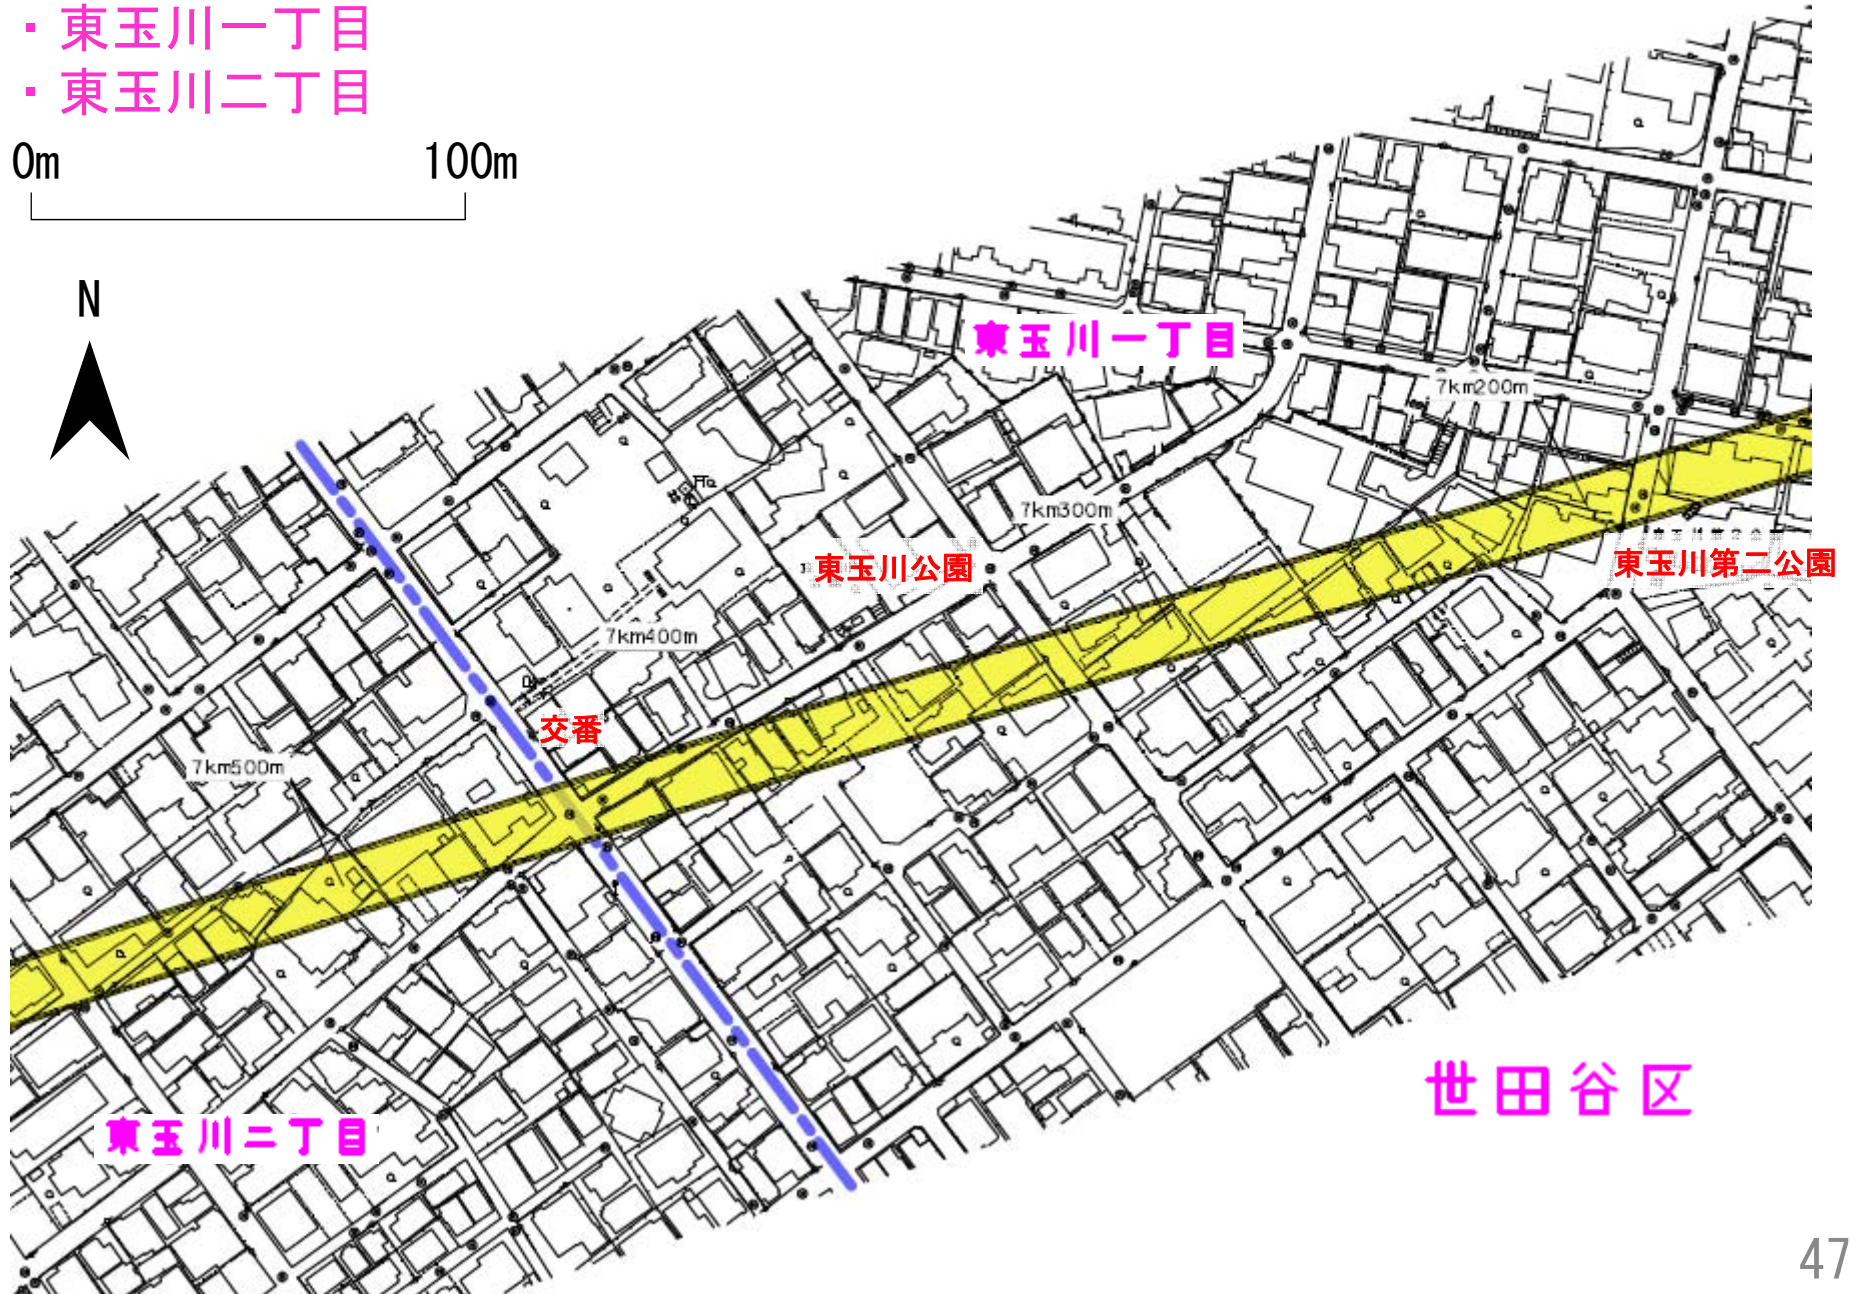 ・東玉川一丁目
・東玉川二丁目
0m 100m
N
東玉川一丁目
7km200m
7km300m
東玉川公園
東玉川第二公園
7km400m
交番
7km500m
世田谷区
東玉川二丁目
47